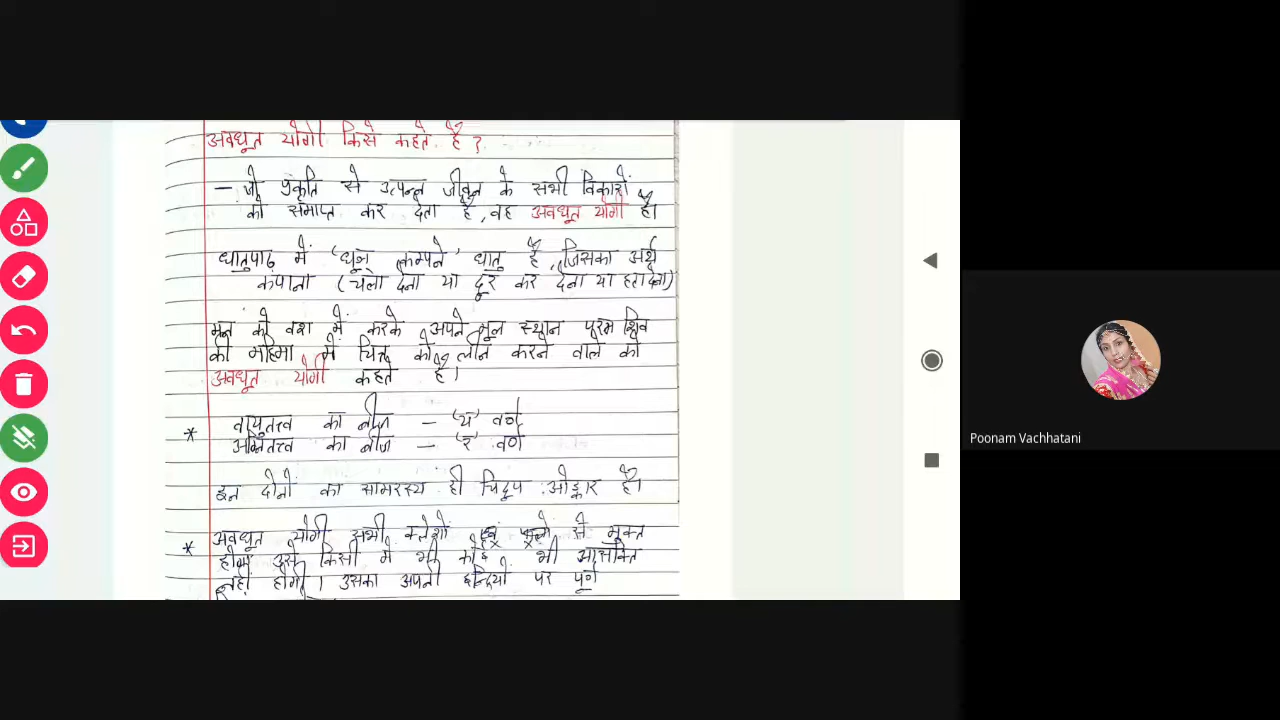 अवधूत योगी किसे कहते है ?
– जो प्रकृति से उत्पन्न जीवन के सभी विकारों
को समाप्त कर देता है, वह अवधूत योगी है।
धातुपाठ में 'धूञ् कम्पने' धातु है, जिसका अर्थ
कंपाना (चला देना या दूर कर देना या हटा देना)
मन को वश में करके अपने मूल स्थान परम शिव
की महिमा में चित्त को लीन करने वाले को
अवधूत योगी कहते है।
* वायुतत्त्व का बीज – 'य' वर्ण
अग्नितत्त्व का बीज – 'र' वर्ण
इन दोनों का सामरस्य ही चिद्रूप ओङ्कार है।
* अवधूत योगी सभी क्लेशों एवं से मुक्त
होगा उसे किसी में भी कोई भी आसक्ति
नहीं होगी। उसका अपनी इन्द्रियों पर पूर्ण
Poonam Vachhatani